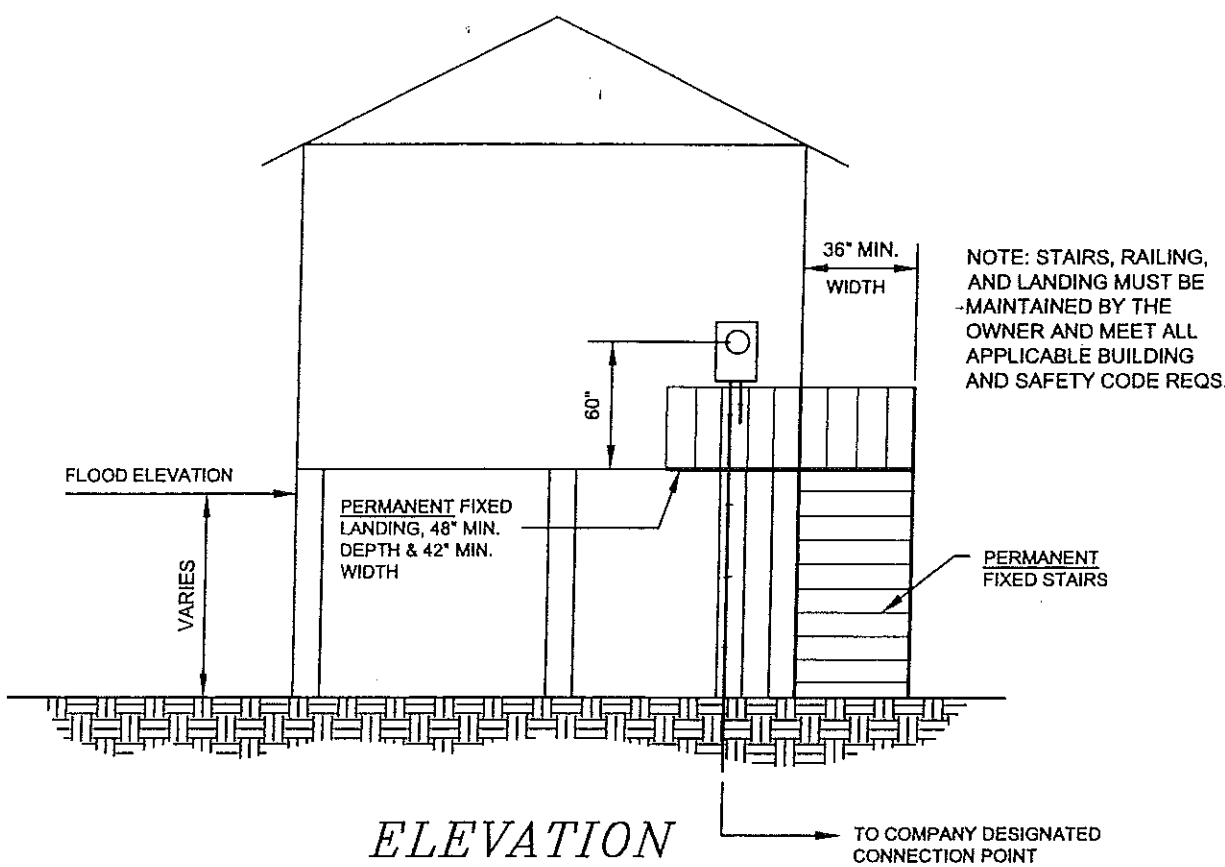 36" MIN.
WIDTH
NOTE: STAIRS, RAILING,
AND LANDING MUST BE
MAINTAINED BY THE
OWNER AND MEET ALL
APPLICABLE BUILDING
AND SAFETY CODE REQS.
60"
FLOOD ELEVATION
PERMANENT FIXED
LANDING, 48" MIN.
DEPTH & 42" MIN.
WIDTH
VARIES
PERMANENT
FIXED STAIRS
ELEVATION
TO COMPANY DESIGNATED
CONNECTION POINT